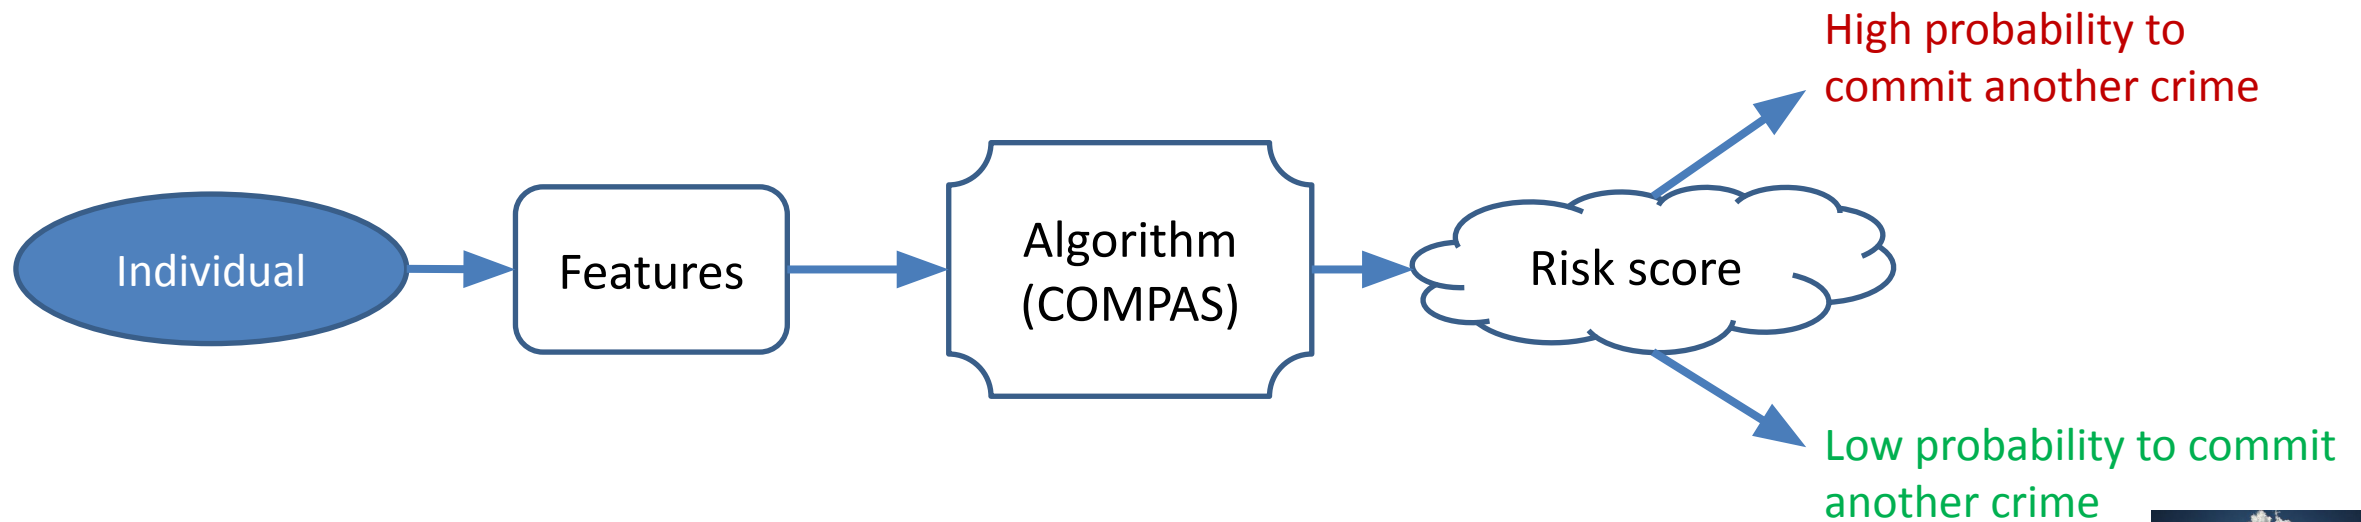 High probability to
commit another crime
Individual
Features
Algorithm
(COMPAS)
Risk score
Low probability to commit
another crime